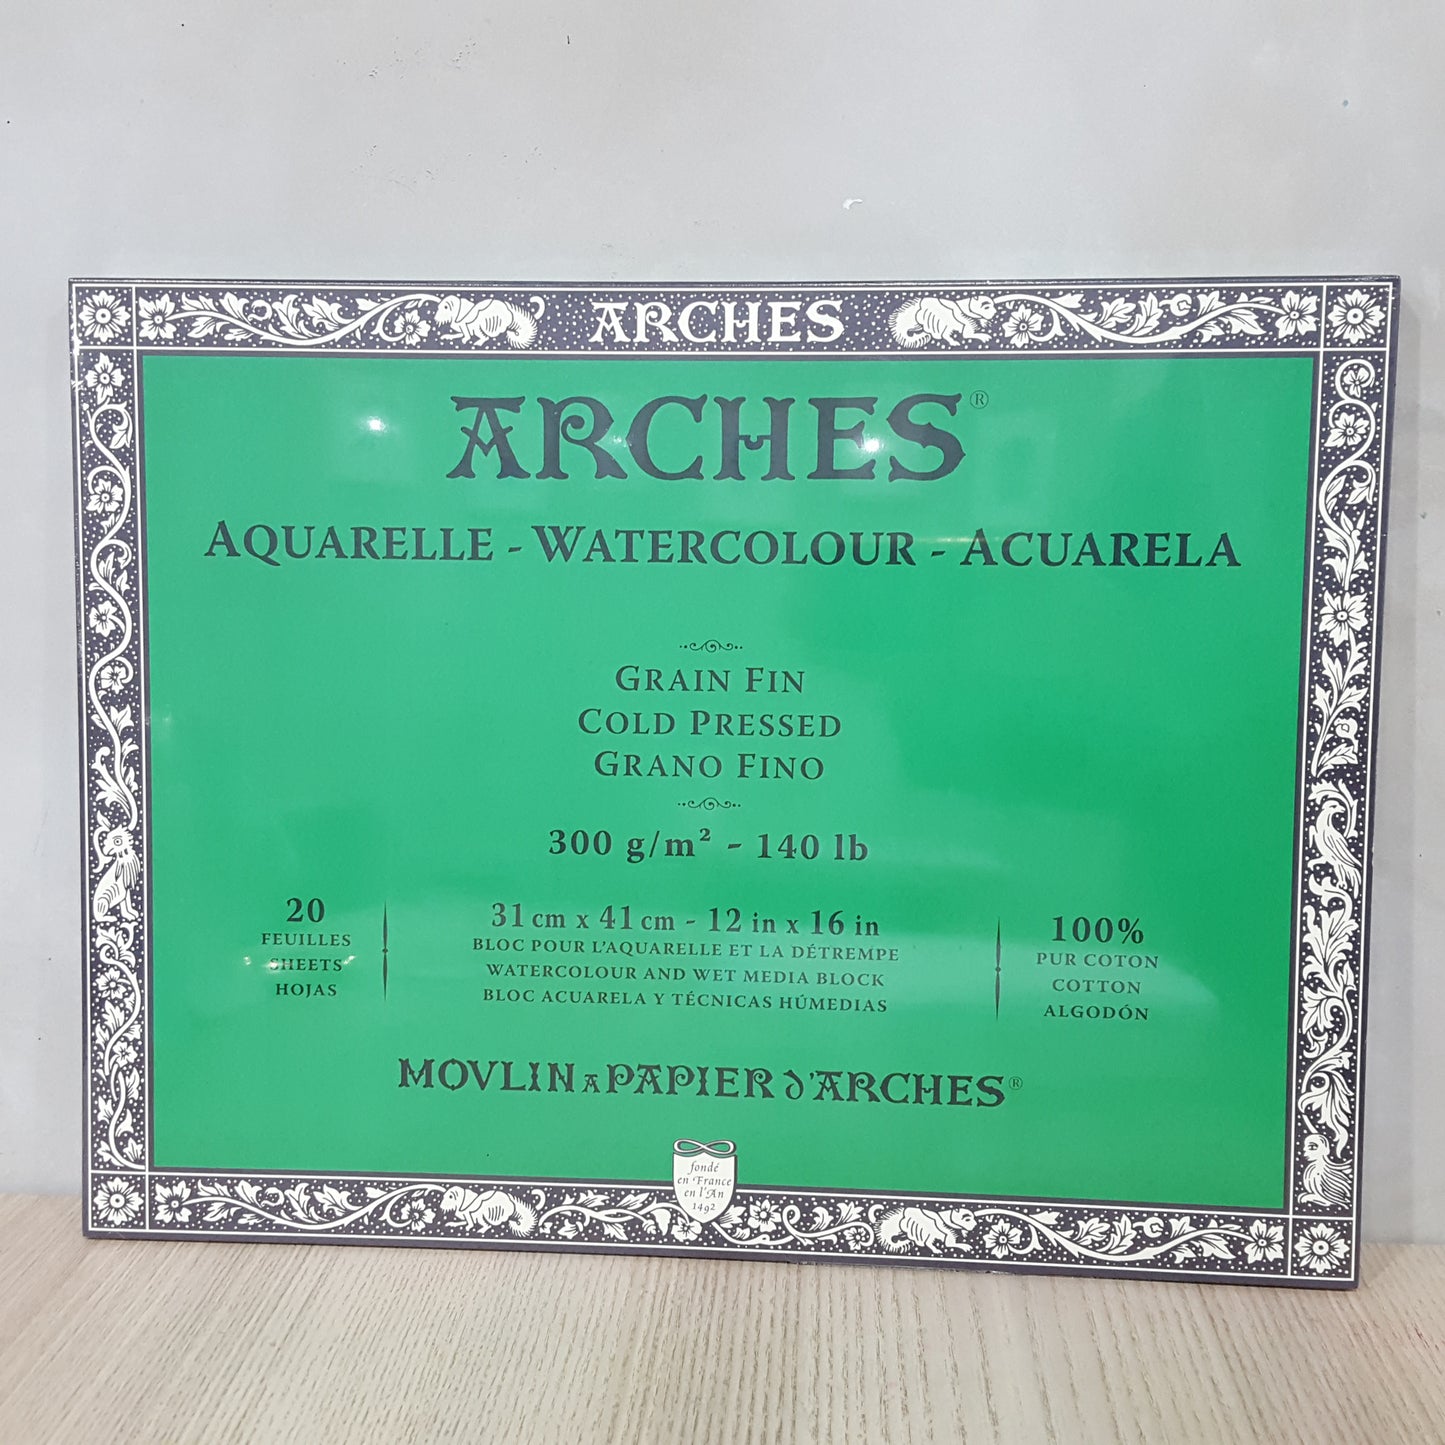 ARCHES
ARCHES®
AQUARELLE - WATERCOLOUR - ACUARELA
GRAIN FIN
COLD PRESSED
GRANO FINO
300 g/m² - 140 lb
20
FEUILLES
SHEETS
HOJAS
31 cm x 41 cm - 12 in x 16 in
BLOC POUR L'AQUARELLE ET LA DÉTREMPE
WATERCOLOUR AND WET MEDIA BLOCK
BLOC ACUARELA Y TÉCNICAS HÚMEDIAS
100%
PUR COTON
COTTON
ALGODÓN
MOVLIN A PAPIER D'ARCHES®
fondé
en France
en l'An
1492